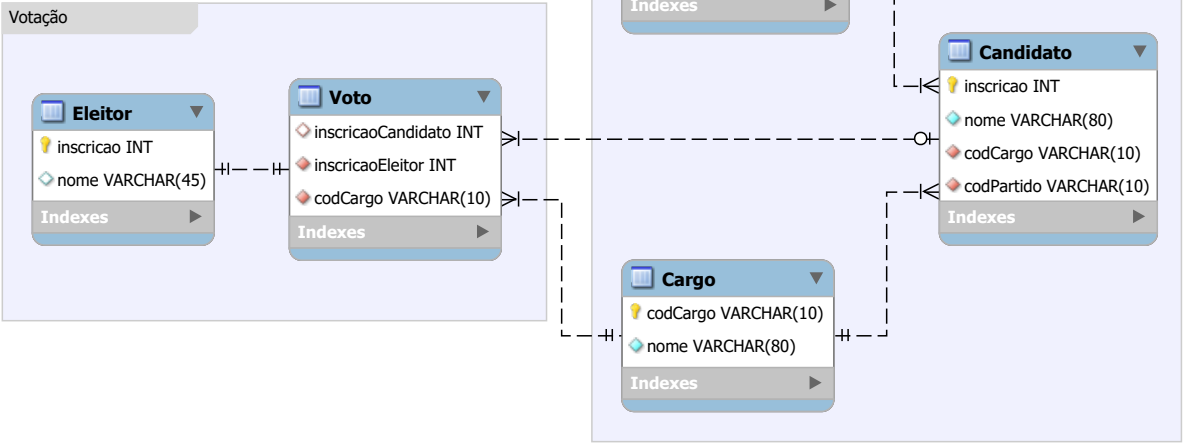 Votação
Eleitor
inscricao INT
nome VARCHAR(45)
Indexes
Voto
inscricaoCandidato INT
inscricaoEleitor INT
codCargo VARCHAR(10)
Indexes
Indexes
Candidato
inscricao INT
nome VARCHAR(80)
codCargo VARCHAR(10)
codPartido VARCHAR(10)
Indexes
Cargo
codCargo VARCHAR(10)
nome VARCHAR(80)
Indexes